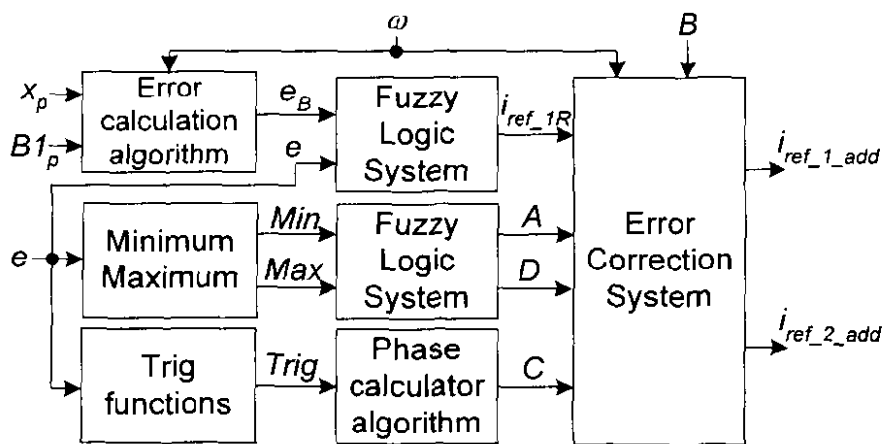 ω
B
x_p
B1_p
Error
calculation
algorithm
e_B
e
Fuzzy
Logic
System
i_ref_1R
e
Minimum
Maximum
Min
Max
Fuzzy
Logic
System
A
D
Trig
functions
Trig
Phase
calculator
algorithm
C
Error
Correction
System
i_ref_1_add
i_ref_2_add